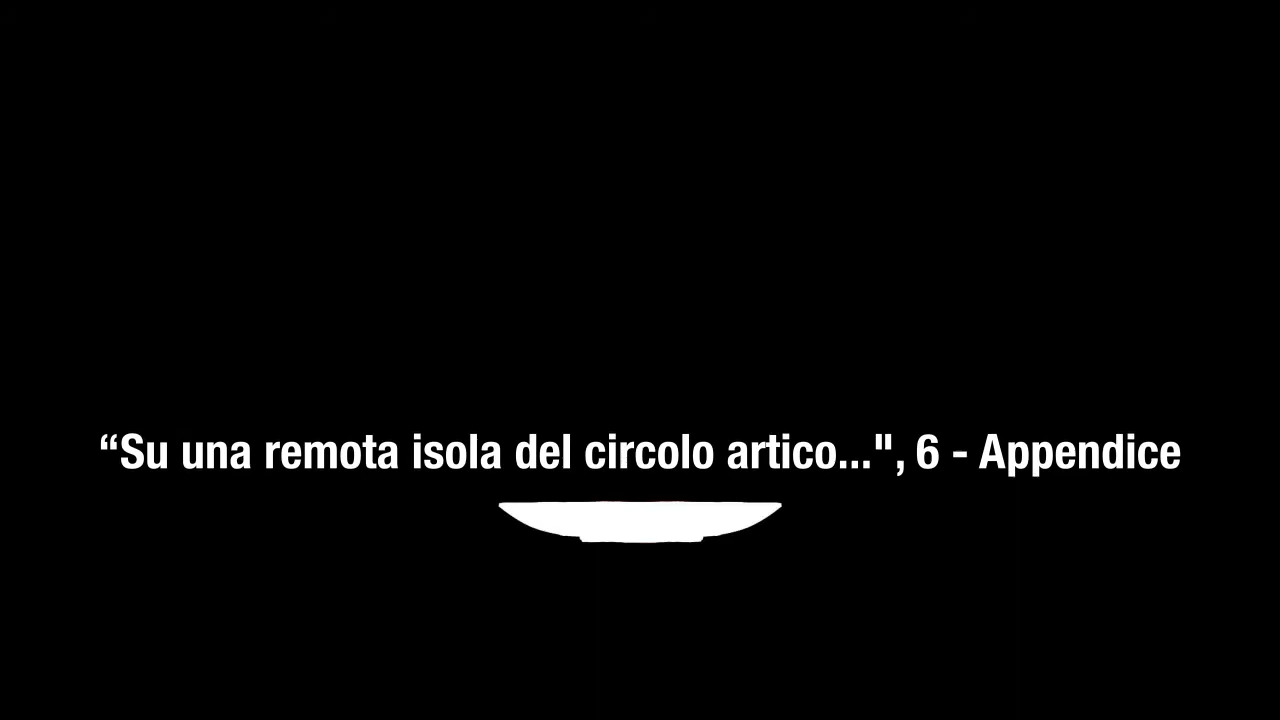 “Su una remota isola del circolo artico...", 6 - Appendice